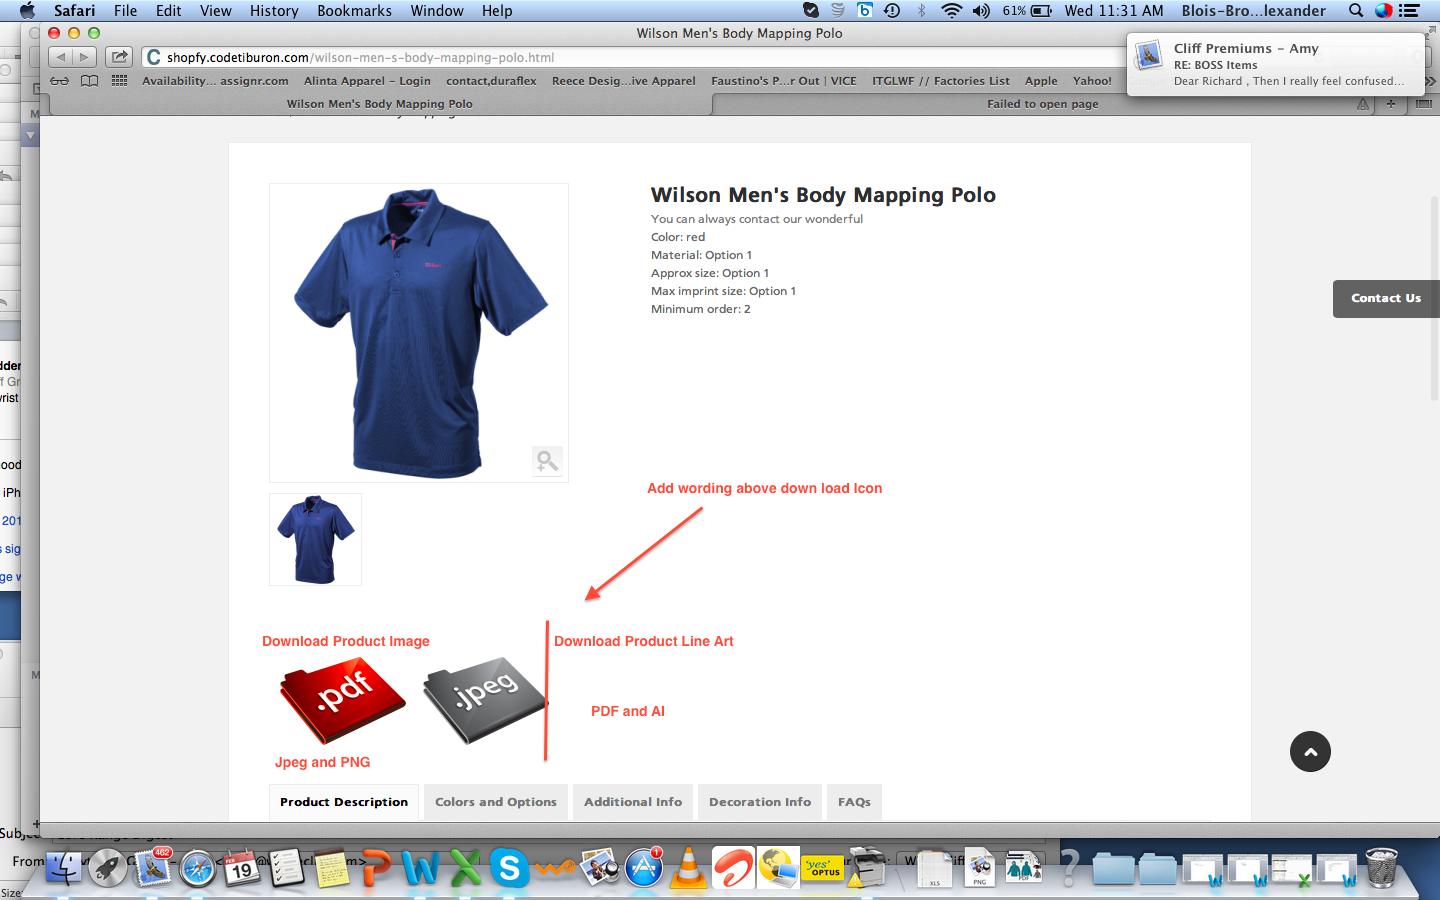 Safari File Edit View History Bookmarks Window Help 61% Wed 11:31 AM Blois-Bro...lexander
Wilson Men's Body Mapping Polo
shopfy.codetiburon.com/wilson-men-s-body-mapping-polo.html
Cliff Premiums – Amy
RE: BOSS Items
Dear Richard , Then I really feel confused...
Availability... assignr.com Alinta Apparel – Login contact,duraflex Reece Desig...ive Apparel Faustino's P...r Out | VICE ITGLWF // Factories List Apple Yahoo!
Wilson Men's Body Mapping Polo Failed to open page
Wilson Men's Body Mapping Polo
You can always contact our wonderful
Color: red
Material: Option 1
Approx size: Option 1
Max imprint size: Option 1
Minimum order: 2
Contact Us
Add wording above down load Icon
Download Product Image
Download Product Line Art
.pdf
.jpeg
PDF and AI
Jpeg and PNG
Product Description Colors and Options Additional Info Decoration Info FAQs
462
FEB
19
1
'yes'
OPTUS
XLS
PNG
PDF